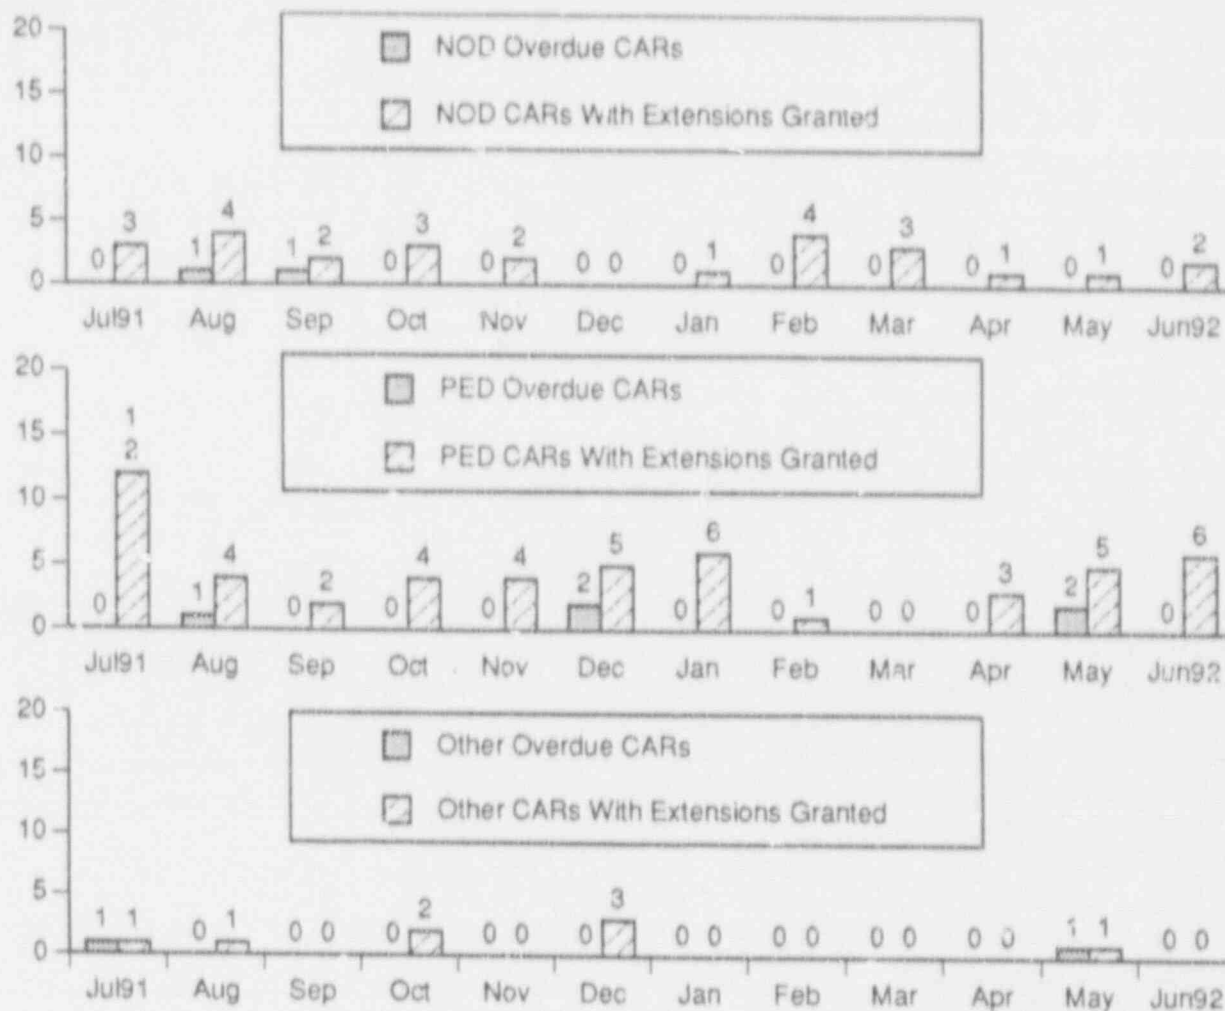 20
NOD Overdue CARs
15
NOD CARs With Extensions Granted
10
5
0 3 1 4 1 2 0 3 0 2 0 0 0 1 0 4 0 3 0 1 0 1 0 2
0
Jul91 Aug Sep Oct Nov Dec Jan Feb Mar Apr May Jun92
20
PED Overdue CARs
15
1
2
PED CARs With Extensions Granted
10
5
0 1 4 0 2 0 4 0 4 2 5 0 6 0 1 0 0 0 3 2 5 0 6
0
Jul91 Aug Sep Oct Nov Dec Jan Feb Mar Apr May Jun92
20
Other Overdue CARs
15
Other CARs With Extensions Granted
10
5
1 1 0 1 0 0 0 2 0 0 0 3 0 0 0 0 0 0 0 0 1 1 0 0
0
Jul91 Aug Sep Oct Nov Dec Jan Feb Mar Apr May Jun92